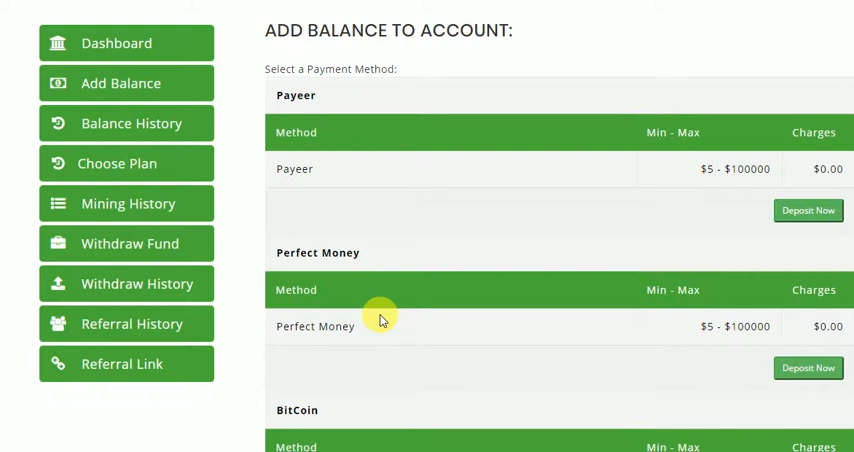 Dashboard
Add Balance
Balance History
Choose Plan
Mining History
Withdraw Fund
Withdraw History
Referral History
Referral Link
ADD BALANCE TO ACCOUNT:
Select a Payment Method:
Payeer
Method Min - Max Charges
Payeer $5 - $100000 $0.00
Deposit Now
Perfect Money
Method Min - Max Charges
Perfect Money $5 - $100000 $0.00
Deposit Now
BitCoin
Method Min - Max Charges